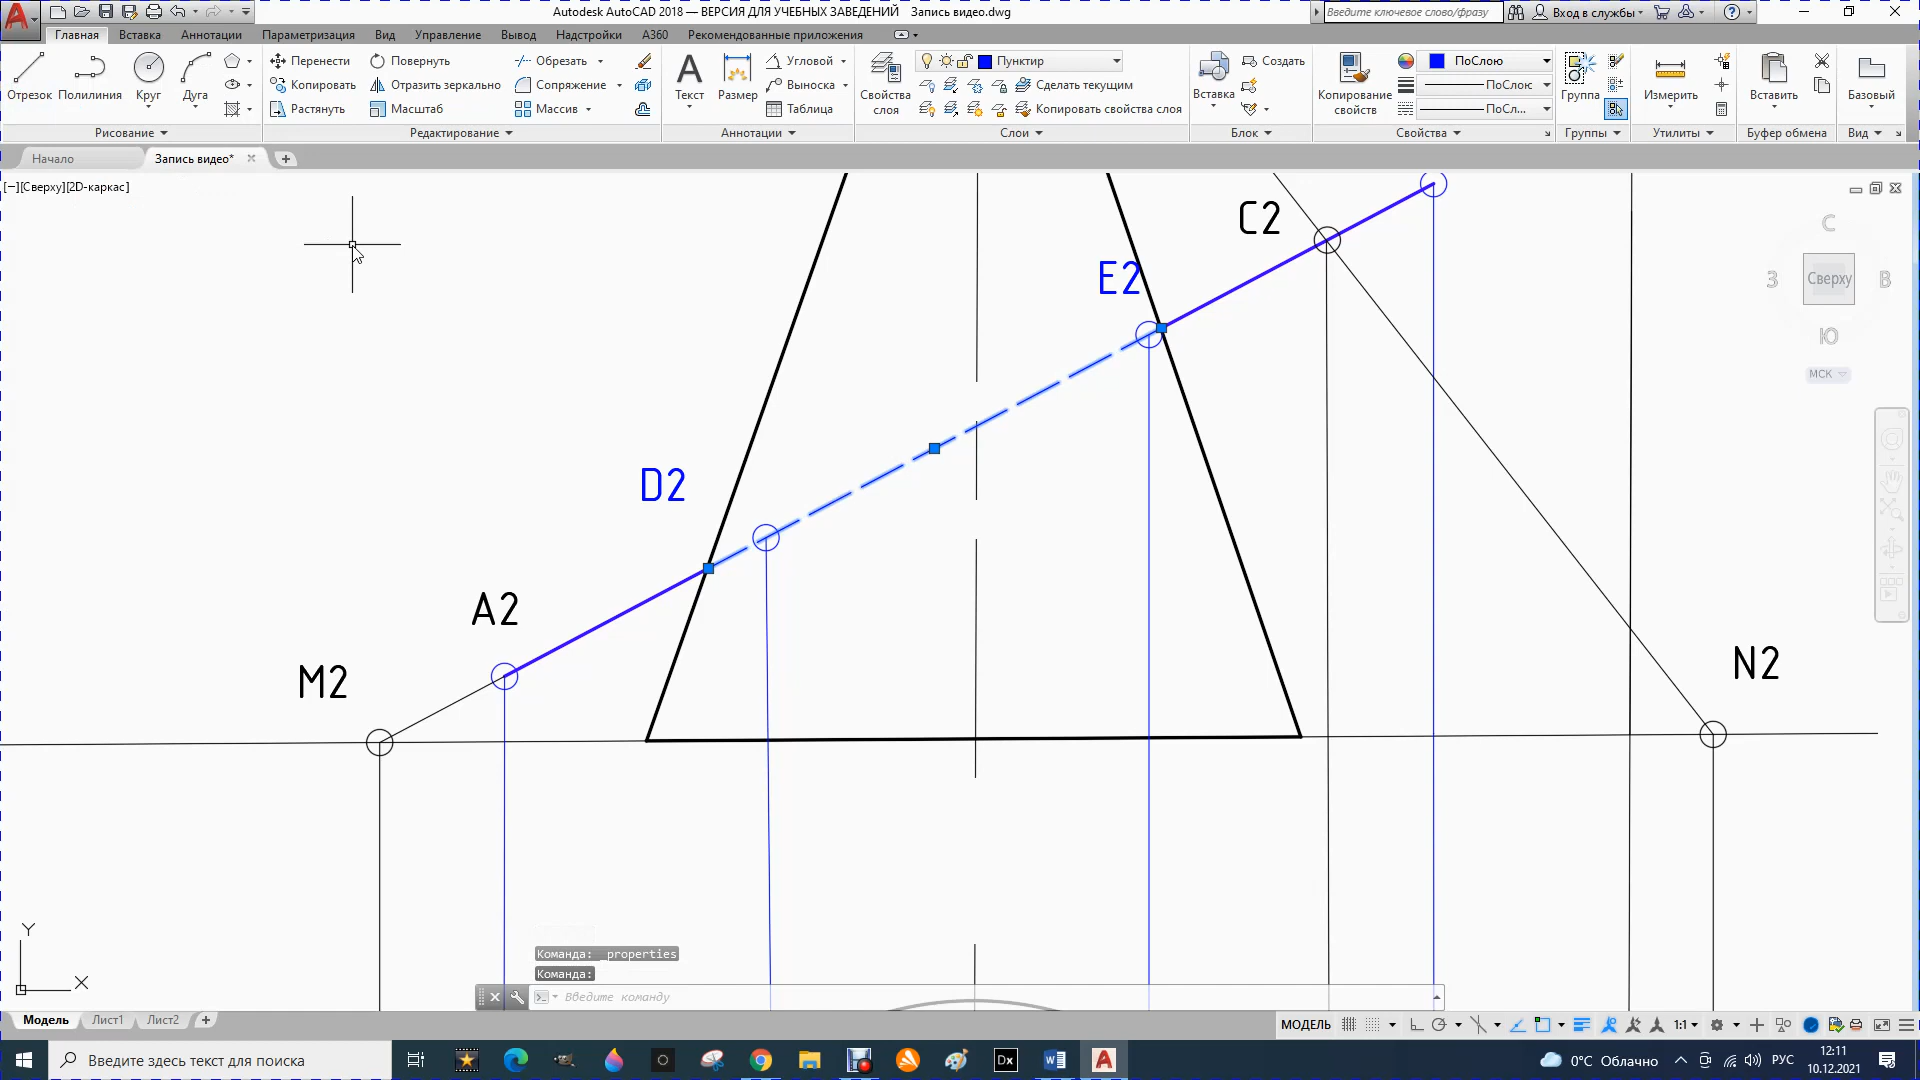 Autodesk AutoCAD 2018 — ВЕРСИЯ ДЛЯ УЧЕБНЫХ ЗАВЕДЕНИЙ Запись видео.dwg
Введите ключевое слово/фразу
Вход в службы
Главная Вставка Аннотации Параметризация Вид Управление Вывод Надстройки A360 Рекомендованные приложения
Отрезок Полилиния Круг Дуга
Перенести Повернуть Обрезать
Копировать Отразить зеркально Сопряжение
Растянуть Масштаб Массив
Текст Размер
Угловой
Выноска
Таблица
Свойства слоя
Пунктир
Сделать текущим
Копировать свойства слоя
Вставка
Создать
Копирование свойств
ПоСлою
ПоСлою
ПоСл...
Группа
Измерить
Вставить
Базовый
Рисование Редактирование Аннотации Слои Блок Свойства Группы Утилиты Буфер обмена Вид
Начало Запись видео*
[−][Сверху][2D-каркас]
С
З Сверху В
Ю
МСК
C2
E2
D2
A2
M2
N2
Y
X
Команда: _properties
Команда:
Введите команду
Модель Лист1 Лист2
МОДЕЛЬ 1:1
Введите здесь текст для поиска
Dx
0°C Облачно
РУС
12:11
10.12.2021